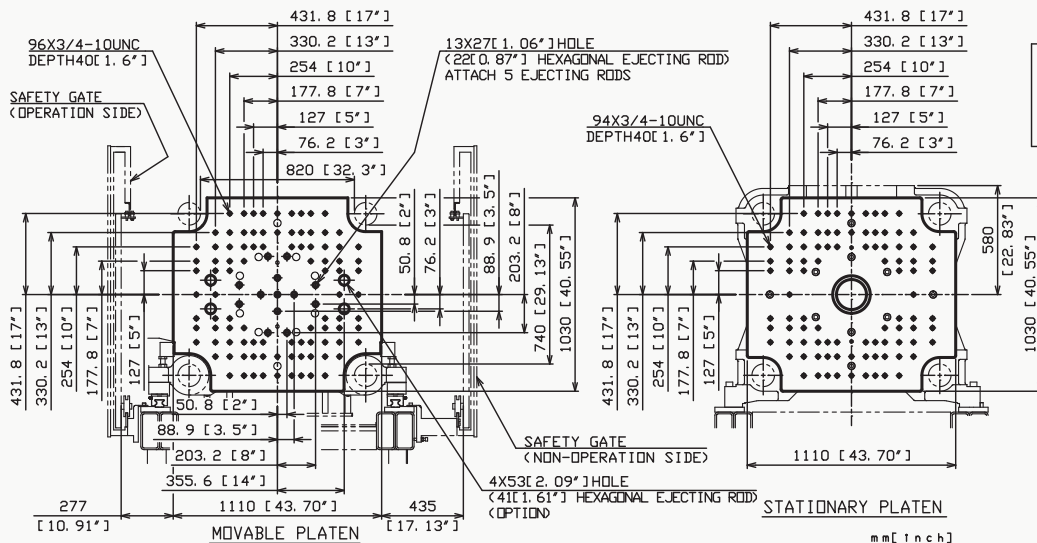 431.8 [17"]
330.2 [13"]
254 [10"]
177.8 [7"]
127 [5"]
76.2 [3"]
820 [32.3"]
96X3/4-10UNC
DEPTH40[1.6"]
SAFETY GATE
(OPERATION SIDE)
13X27[1.06"]HOLE
(22[0.87"] HEXAGONAL EJECTING ROD)
ATTACH 5 EJECTING RODS
431.8 [17"]
330.2 [13"]
254 [10"]
177.8 [7"]
127 [5"]
50.8 [2"]
76.2 [3"]
88.9 [3.5"]
203.2 [8"]
740 [29.13"]
1030 [40.55"]
50.8 [2"]
88.9 [3.5"]
203.2 [8"]
355.6 [14"]
277
[10.91"]
1110 [43.70"]
435
[17.13"]
MOVABLE PLATEN
SAFETY GATE
(NON-OPERATION SIDE)
4X53[2.09"]HOLE
(41[1.61"] HEXAGONAL EJECTING ROD)
(OPTION)
431.8 [17"]
330.2 [13"]
254 [10"]
177.8 [7"]
127 [5"]
76.2 [3"]
94X3/4-10UNC
DEPTH40[1.6"]
431.8 [17"]
330.2 [13"]
254 [10"]
177.8 [7"]
127 [5"]
580
[22.83"]
1030 [40.55"]
1110 [43.70"]
STATIONARY PLATEN
mm[inch]